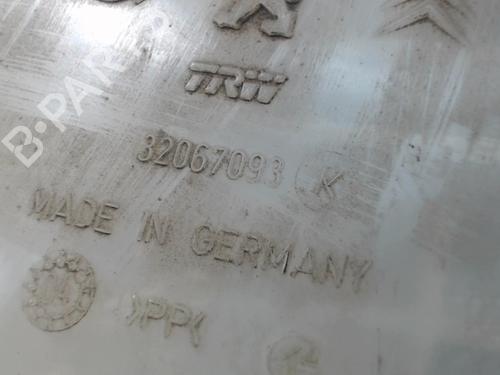 TRW
32067093 K
MADE IN GERMANY
>PP<
B-PARTS